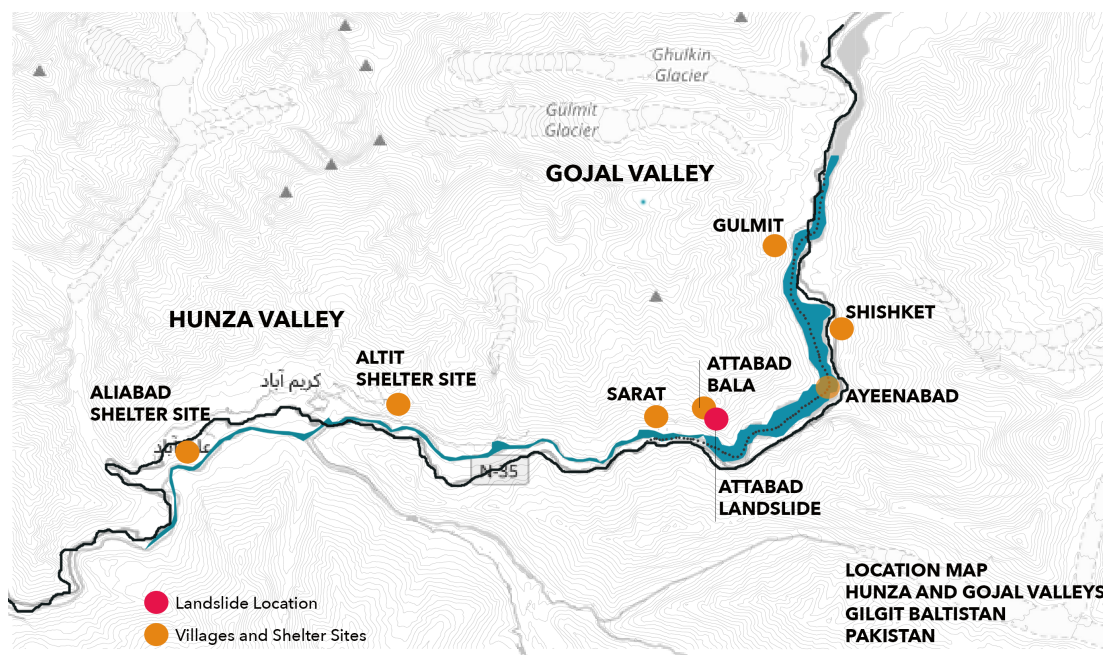 Ghulkin
Glacier
Gulmit
Glacier
GOJAL VALLEY
GULMIT
HUNZA VALLEY
SHISHKET
ALTIT
SHELTER SITE
ATTABAD
BALA
كريم آباد
ALIABAD
SHELTER SITE
SARAT
AYEENABAD
N-35
ATTABAD
LANDSLIDE
LOCATION MAP
HUNZA AND GOJAL VALLEYS
GILGIT BALTISTAN
PAKISTAN
Landslide Location
Villages and Shelter Sites